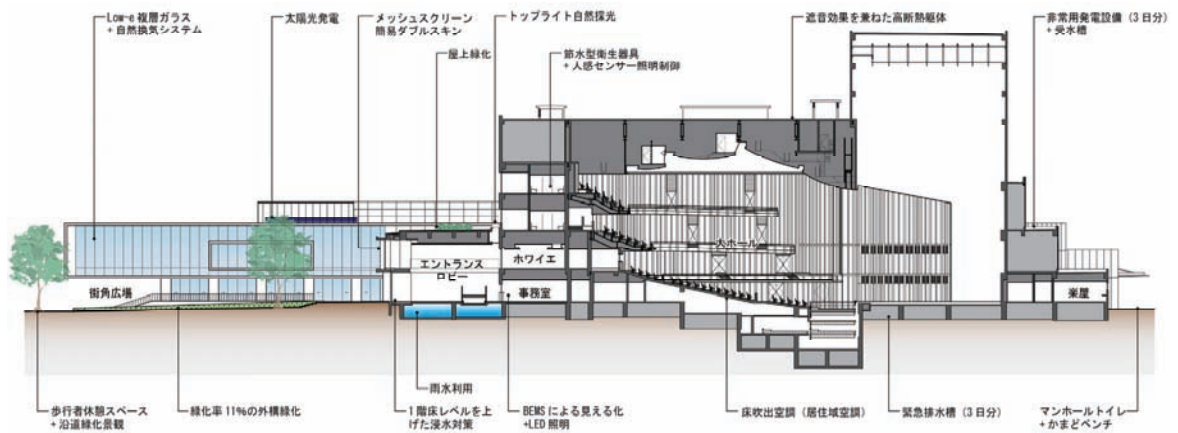 Low-e 複層ガラス
+ 自然換気システム
太陽光発電
メッシュスクリーン
簡易ダブルスキン
屋上緑化
トップライト自然採光
節水型衛生器具
+ 人感センサー照明制御
遮音効果を兼ねた高断熱躯体
非常用発電設備（3日分）
+ 受水槽
大ホール
エントランス
ロビー
ホワイエ
街角広場
事務室
楽屋
雨水利用
歩行者休憩スペース
+ 沿道緑化景観
緑化率 11%の外構緑化
1階床レベルを上
げた浸水対策
BEMS による見える化
+LED 照明
床吹出空調（居住域空調）
緊急排水槽（3日分）
マンホールトイレ
+ かまどベンチ